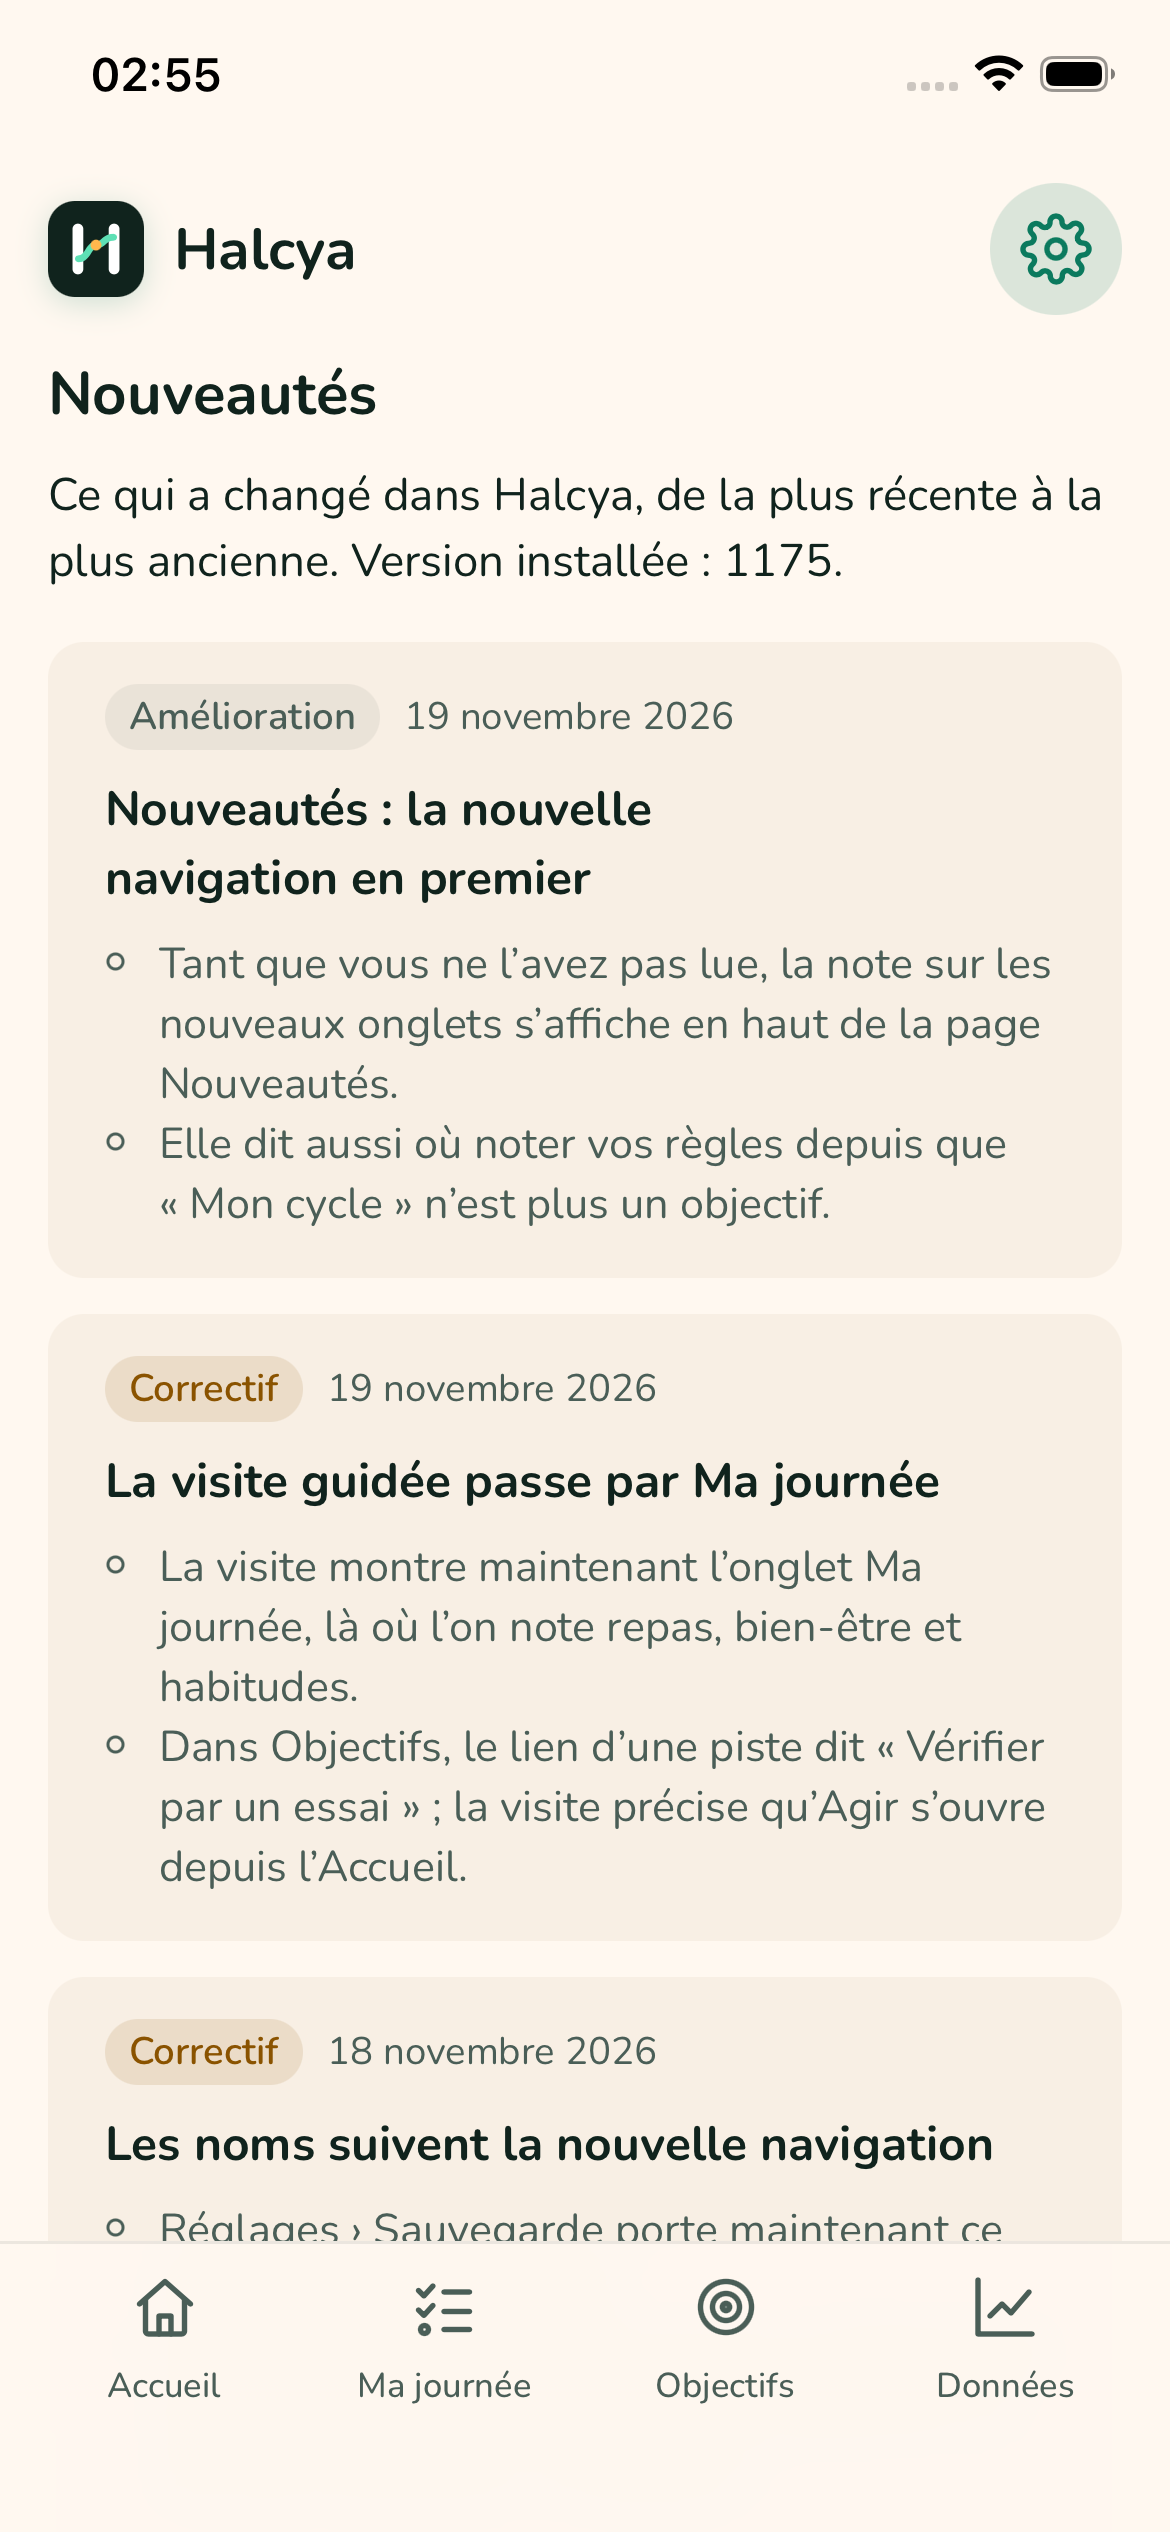 02:55
Halcya
Nouveautés
Ce qui a changé dans Halcya, de la plus récente à la
plus ancienne. Version installée : 1175.
Amélioration 19 novembre 2026
Nouveautés : la nouvelle
navigation en premier
Tant que vous ne l’avez pas lue, la note sur les
nouveaux onglets s’affiche en haut de la page
Nouveautés.
Elle dit aussi où noter vos règles depuis que
« Mon cycle » n’est plus un objectif.
Correctif 19 novembre 2026
La visite guidée passe par Ma journée
La visite montre maintenant l’onglet Ma
journée, là où l’on note repas, bien-être et
habitudes.
Dans Objectifs, le lien d’une piste dit « Vérifier
par un essai » ; la visite précise qu’Agir s’ouvre
depuis l’Accueil.
Correctif 18 novembre 2026
Les noms suivent la nouvelle navigation
Réglages › Sauvegarde porte maintenant ce
Accueil
Ma journée
Objectifs
Données